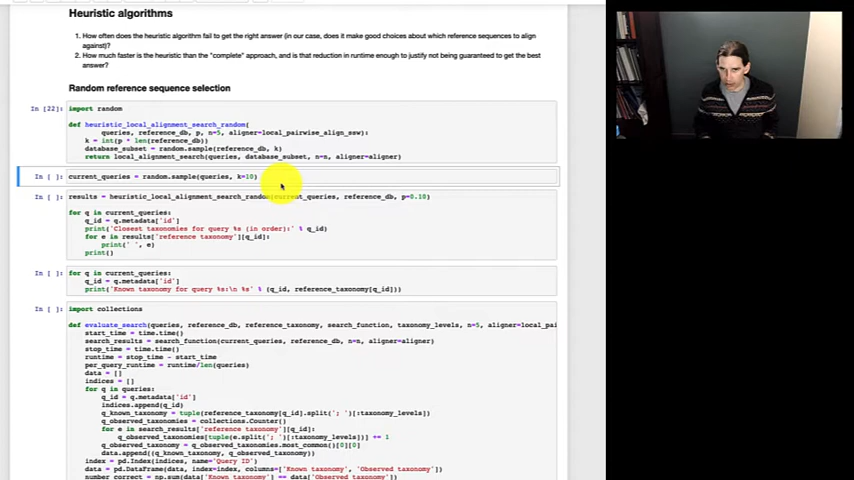 Heuristic algorithms
1. How often does the heuristic algorithm fail to get the right answer (in our case, does it make good choices about which reference sequences to align
against)?
2. How much faster is the heuristic than the "complete" approach, and is that reduction in runtime enough to justify not being guaranteed to get the best
answer?
Random reference sequence selection
In [22]: import random
def heuristic_local_alignment_search_random(
queries, reference_db, p, n=5, aligner=local_pairwise_align_ssw):
k = int(p * len(reference_db))
database_subset = random.sample(reference_db, k)
return local_alignment_search(queries, database_subset, n=n, aligner=aligner)
In [ ]: current_queries = random.sample(queries, k=10)
In [ ]: results = heuristic_local_alignment_search_random(current_queries, reference_db, p=0.10)
for q in current_queries:
q_id = q.metadata['id']
print('Closest taxonomies for query %s (in order):' % q_id)
for e in results['reference taxonomy'][q_id]:
print(' ', e)
print()
In [ ]: for q in current_queries:
q_id = q.metadata['id']
print('Known taxonomy for query %s:\n %s' % (q_id, reference_taxonomy[q_id]))
In [ ]: import collections
def evaluate_search(queries, reference_db, reference_taxonomy, search_function, taxonomy_levels, n=5, aligner=local_pai
start_time = time.time()
search_results = search_function(current_queries, reference_db, n=n, aligner=aligner)
stop_time = time.time()
runtime = stop_time - start_time
per_query_runtime = runtime/len(queries)
data = []
indices = []
for q in queries:
q_id = q.metadata['id']
indices.append(q_id)
q_known_taxonomy = tuple(reference_taxonomy[q_id].split('; ')[:taxonomy_levels])
q_observed_taxonomies = collections.Counter()
for e in search_results['reference taxonomy'][q_id]:
q_observed_taxonomies[tuple(e.split('; ')[:taxonomy_levels])] += 1
q_observed_taxonomy = q_observed_taxonomies.most_common()[0][0]
data.append((q_known_taxonomy, q_observed_taxonomy))
index = pd.Index(indices, name='Query ID')
data = pd.DataFrame(data, index=index, columns=['Known taxonomy', 'Observed taxonomy'])
number_correct = np.sum(data['Known taxonomy'] == data['Observed taxonomy'])